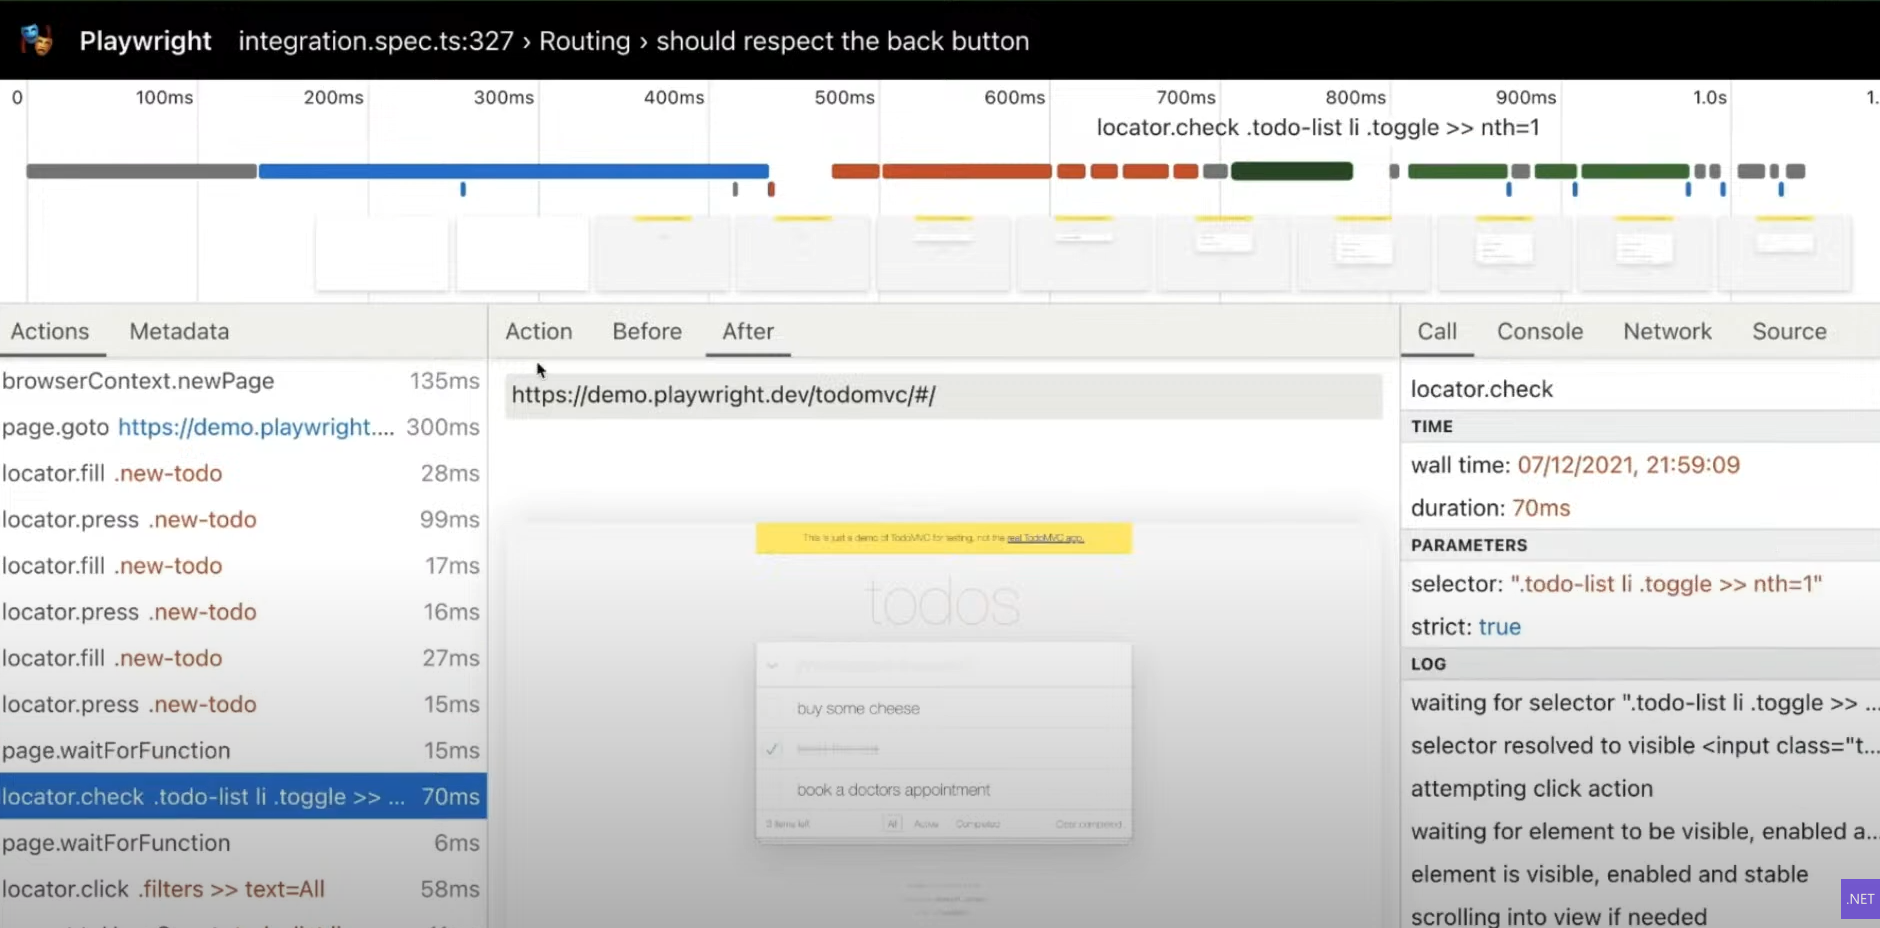 Playwright integration.spec.ts:327 › Routing › should respect the back button
0 100ms 200ms 300ms 400ms 500ms 600ms 700ms 800ms 900ms 1.0s 1.
locator.check .todo-list li .toggle >> nth=1
Actions Metadata
browserContext.newPage 135ms
page.goto https://demo.playwright.... 300ms
locator.fill .new-todo 28ms
locator.press .new-todo 99ms
locator.fill .new-todo 17ms
locator.press .new-todo 16ms
locator.fill .new-todo 27ms
locator.press .new-todo 15ms
page.waitForFunction 15ms
locator.check .todo-list li .toggle >> ... 70ms
page.waitForFunction 6ms
locator.click .filters >> text=All 58ms
Action Before After
https://demo.playwright.dev/todomvc/#/
This is just a demo of TodoMVC for testing, not the real TodoMVC app.
todos
buy some cheese
book a doctors appointment
items left All Active Completed Clear completed
Call Console Network Source
locator.check
TIME
wall time: 07/12/2021, 21:59:09
duration: 70ms
PARAMETERS
selector: ".todo-list li .toggle >> nth=1"
strict: true
LOG
waiting for selector ".todo-list li .toggle >> ...
selector resolved to visible <input class="t...
attempting click action
waiting for element to be visible, enabled a...
element is visible, enabled and stable
scrolling into view if needed
.NET